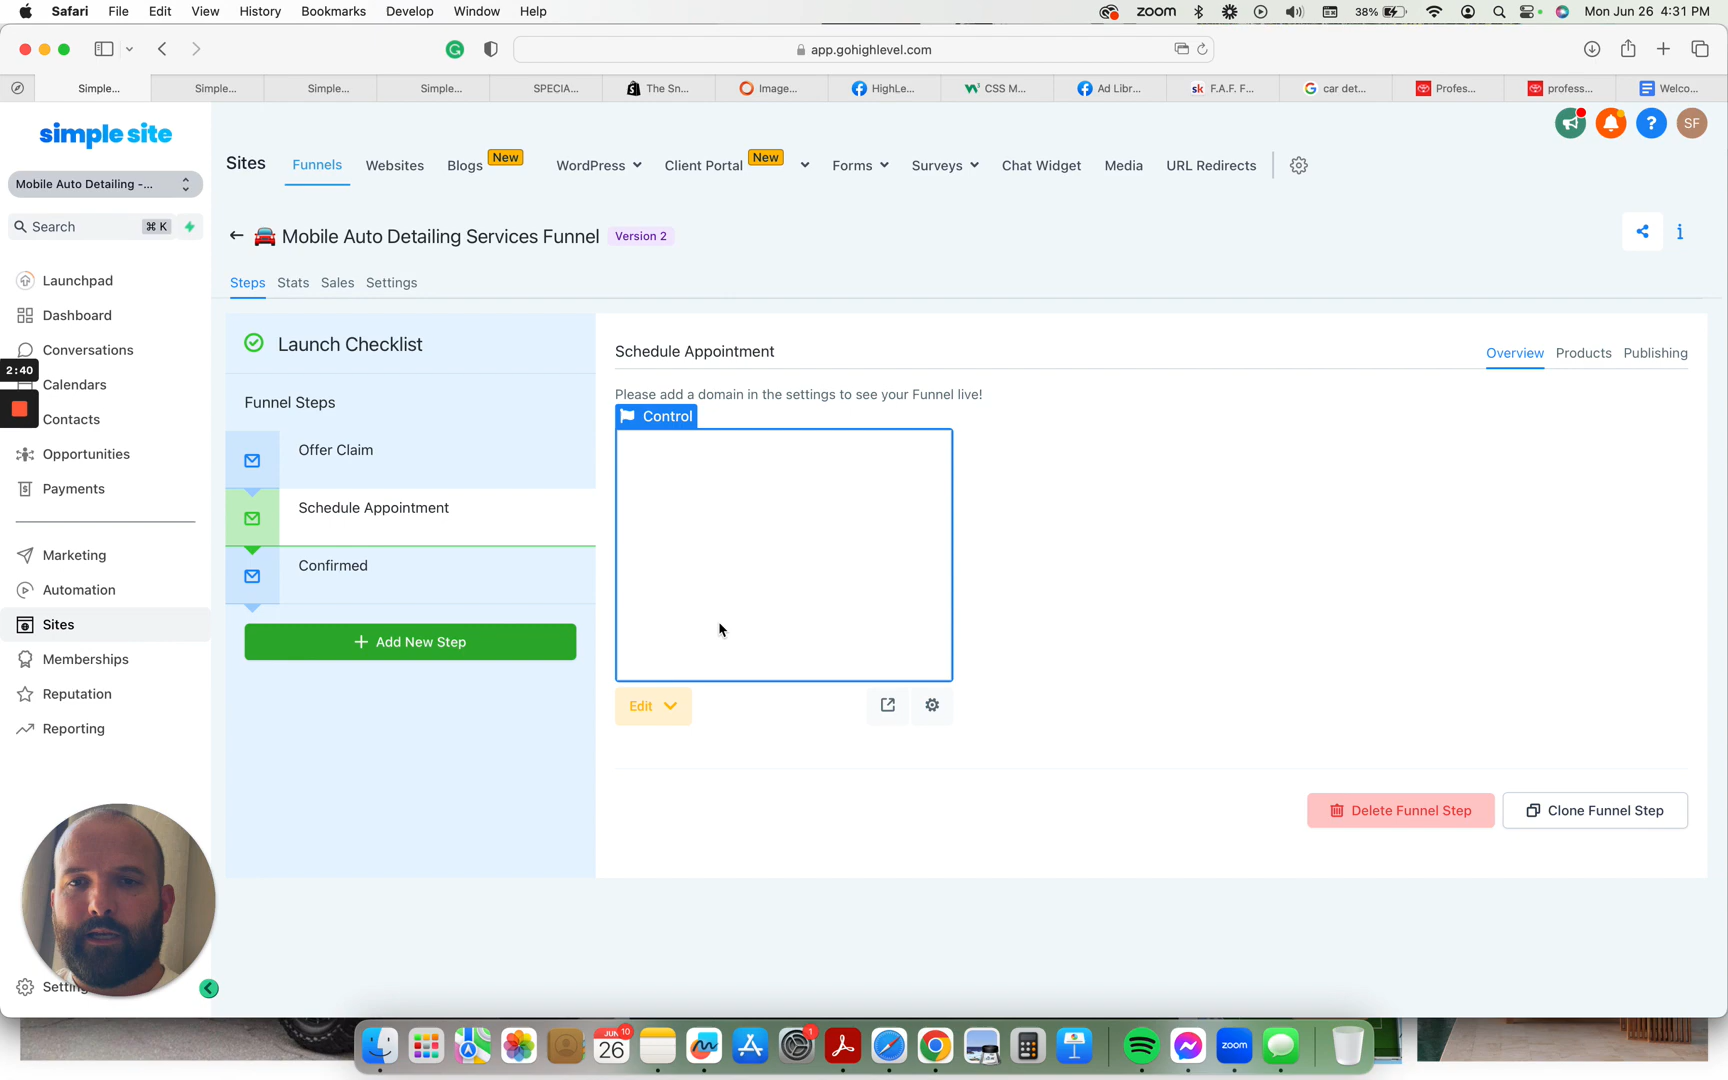 Safari File Edit View History Bookmarks Develop Window Help
zoom 38% Mon Jun 26 4:31 PM
app.gohighlevel.com
Simple... Simple... Simple... Simple... SPECIA... The Sn... Image... HighLe... CSS M... Ad Libr... F.A.F. F... car det... Profes... profess... Welco...
simple site
SF
Sites Funnels Websites Blogs New WordPress Client Portal New Forms Surveys Chat Widget Media URL Redirects
Mobile Auto Detailing -...
Search ⌘ K
Mobile Auto Detailing Services Funnel Version 2
Steps Stats Sales Settings
Launchpad
Dashboard
Conversations
2:40
Calendars
Contacts
Opportunities
Payments
Marketing
Automation
Sites
Memberships
Reputation
Reporting
Launch Checklist
Funnel Steps
Offer Claim
Schedule Appointment
Confirmed
+ Add New Step
Schedule Appointment
Overview Products Publishing
Please add a domain in the settings to see your Funnel live!
Control
Edit
Delete Funnel Step Clone Funnel Step
JUN 10
26
1
zoom